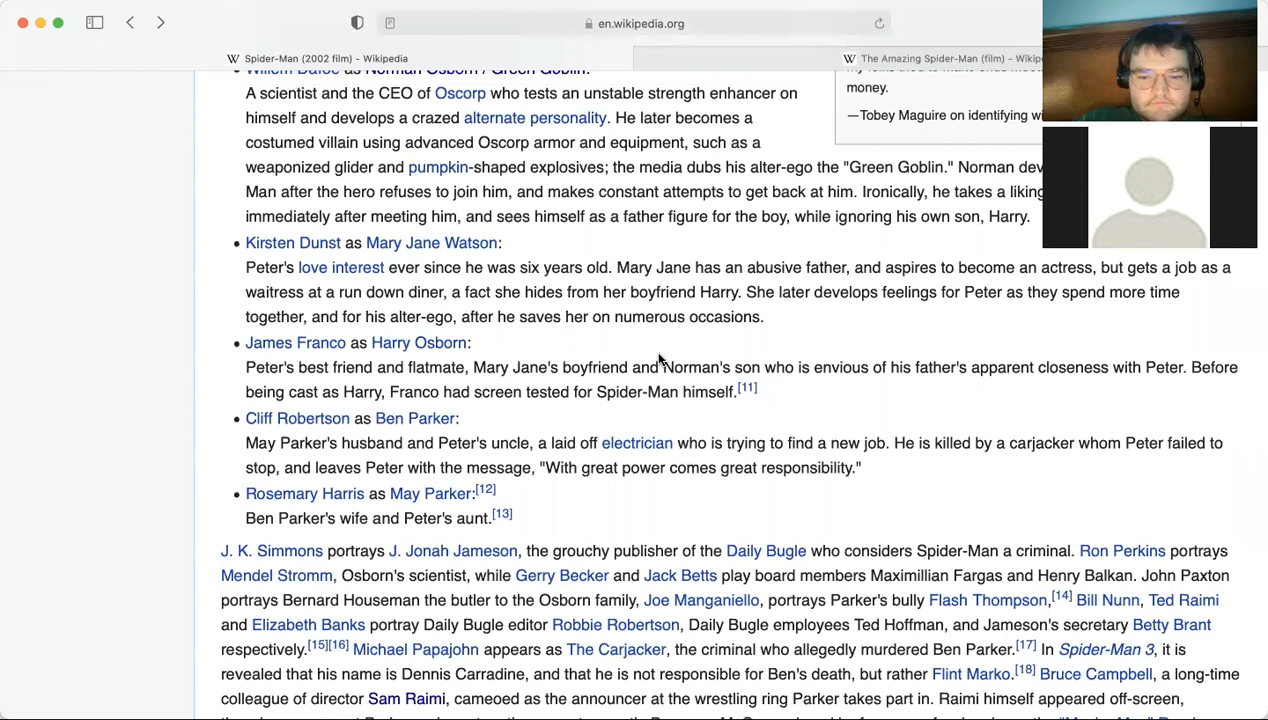 en.wikipedia.org
W Spider-Man (2002 film) - Wikipedia
W The Amazing Spider-Man (film) - Wikip
Willem Dafoe as Norman Osborn / Green Goblin:
A scientist and the CEO of Oscorp who tests an unstable strength enhancer on
himself and develops a crazed alternate personality. He later becomes a
costumed villain using advanced Oscorp armor and equipment, such as a
weaponized glider and pumpkin-shaped explosives; the media dubs his alter-ego the "Green Goblin." Norman dev
Man after the hero refuses to join him, and makes constant attempts to get back at him. Ironically, he takes a liking
immediately after meeting him, and sees himself as a father figure for the boy, while ignoring his own son, Harry.
money.
—Tobey Maguire on identifying wi
• Kirsten Dunst as Mary Jane Watson:
Peter's love interest ever since he was six years old. Mary Jane has an abusive father, and aspires to become an actress, but gets a job as a
waitress at a run down diner, a fact she hides from her boyfriend Harry. She later develops feelings for Peter as they spend more time
together, and for his alter-ego, after he saves her on numerous occasions.
• James Franco as Harry Osborn:
Peter's best friend and flatmate, Mary Jane's boyfriend and Norman's son who is envious of his father's apparent closeness with Peter. Before
being cast as Harry, Franco had screen tested for Spider-Man himself.[11]
• Cliff Robertson as Ben Parker:
May Parker's husband and Peter's uncle, a laid off electrician who is trying to find a new job. He is killed by a carjacker whom Peter failed to
stop, and leaves Peter with the message, "With great power comes great responsibility."
• Rosemary Harris as May Parker:[12]
Ben Parker's wife and Peter's aunt.[13]
J. K. Simmons portrays J. Jonah Jameson, the grouchy publisher of the Daily Bugle who considers Spider-Man a criminal. Ron Perkins portrays
Mendel Stromm, Osborn's scientist, while Gerry Becker and Jack Betts play board members Maximillian Fargas and Henry Balkan. John Paxton
portrays Bernard Houseman the butler to the Osborn family, Joe Manganiello, portrays Parker's bully Flash Thompson,[14] Bill Nunn, Ted Raimi
and Elizabeth Banks portray Daily Bugle editor Robbie Robertson, Daily Bugle employees Ted Hoffman, and Jameson's secretary Betty Brant
respectively.[15][16] Michael Papajohn appears as The Carjacker, the criminal who allegedly murdered Ben Parker.[17] In Spider-Man 3, it is
revealed that his name is Dennis Carradine, and that he is not responsible for Ben's death, but rather Flint Marko.[18] Bruce Campbell, a long-time
colleague of director Sam Raimi, cameoed as the announcer at the wrestling ring Parker takes part in. Raimi himself appeared off-screen,